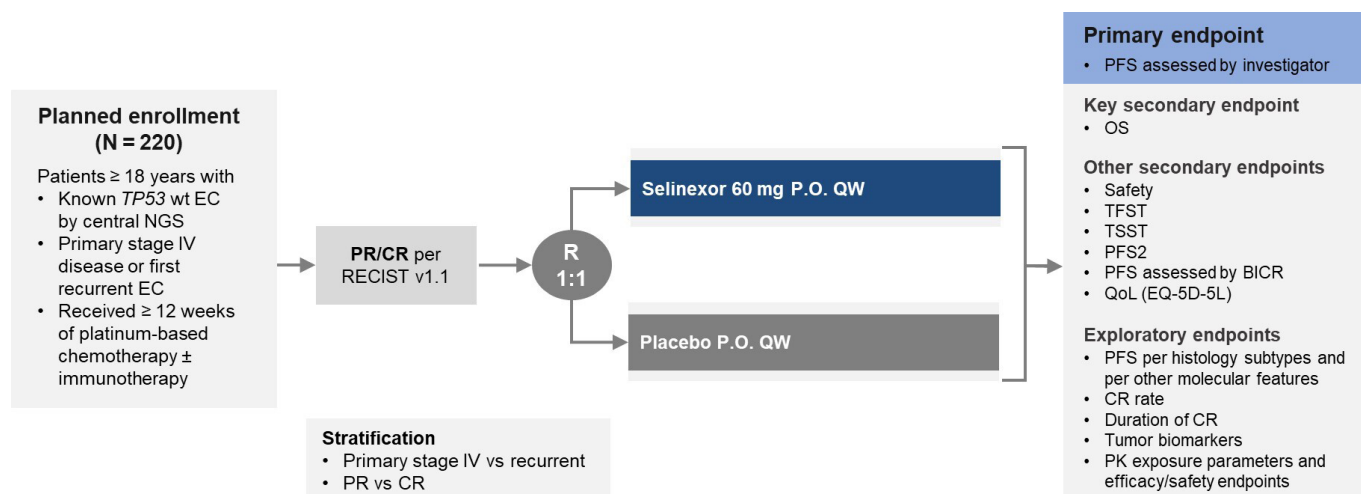 Planned enrollment
(N = 220)
Patients ≥ 18 years with
• Known TP53 wt EC
by central NGS
• Primary stage IV
disease or first
recurrent EC
• Received ≥ 12 weeks
of platinum-based
chemotherapy ±
immunotherapy
PR/CR per
RECIST v1.1
R
1:1
Selinexor 60 mg P.O. QW
Placebo P.O. QW
Stratification
• Primary stage IV vs recurrent
• PR vs CR
Primary endpoint
• PFS assessed by investigator
Key secondary endpoint
• OS
Other secondary endpoints
• Safety
• TFST
• TSST
• PFS2
• PFS assessed by BICR
• QoL (EQ-5D-5L)
Exploratory endpoints
• PFS per histology subtypes and
per other molecular features
• CR rate
• Duration of CR
• Tumor biomarkers
• PK exposure parameters and
efficacy/safety endpoints